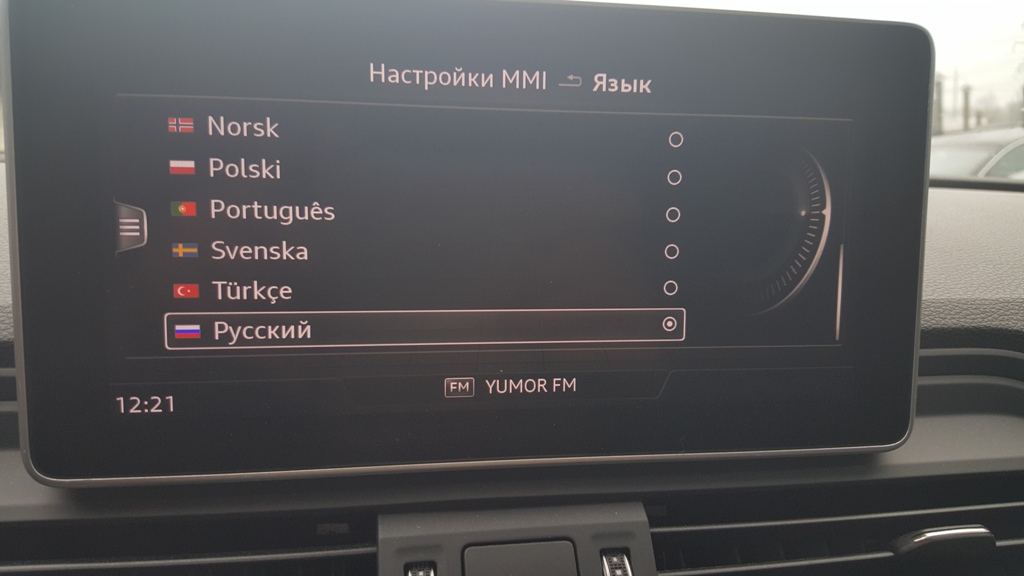 Настройки MMI Язык
Norsk
Polski
Português
Svenska
Türkçe
Русский
FM YUMOR FM
12:21